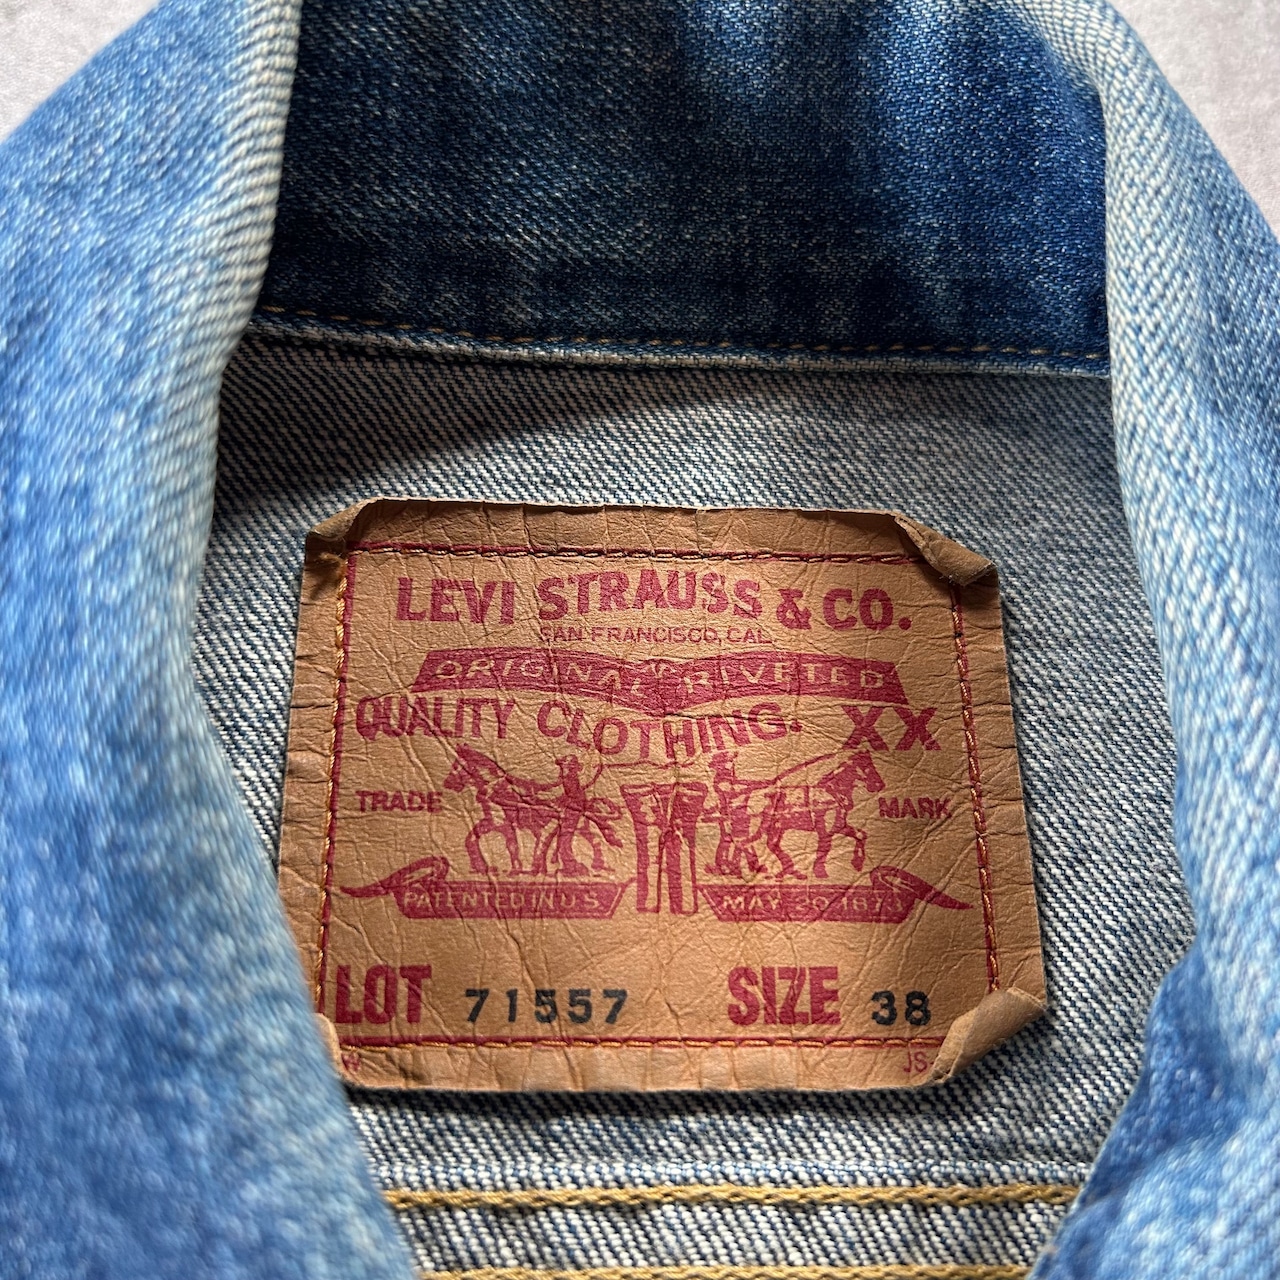 LEVI STRAUSS & CO.
SAN FRANCISCO, CAL.
ORIGINAL RIVETED
QUALITY CLOTHING. XX
TRADE MARK
PATENTED IN U.S. MAY 20 1873
LOT 71557 SIZE 38
W JS-